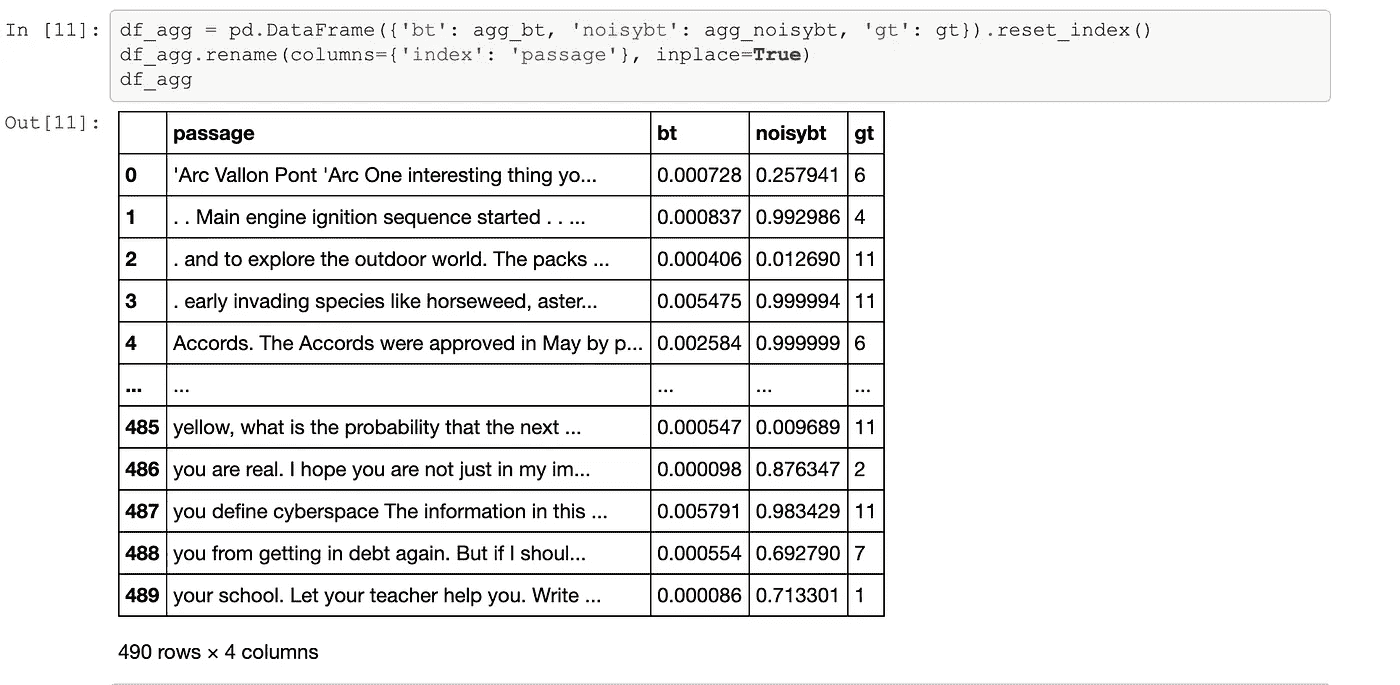 In [11]: df_agg = pd.DataFrame({'bt': agg_bt, 'noisybt': agg_noisybt, 'gt': gt}).reset_index()
df_agg.rename(columns={'index': 'passage'}, inplace=True)
df_agg
Out[11]:
passage bt noisybt gt
0 'Arc Vallon Pont 'Arc One interesting thing yo... 0.000728 0.257941 6
1 . . Main engine ignition sequence started . . ... 0.000837 0.992986 4
2 . and to explore the outdoor world. The packs ... 0.000406 0.012690 11
3 . early invading species like horseweed, aster... 0.005475 0.999994 11
4 Accords. The Accords were approved in May by p... 0.002584 0.999999 6
... ... ... ... ...
485 yellow, what is the probability that the next ... 0.000547 0.009689 11
486 you are real. I hope you are not just in my im... 0.000098 0.876347 2
487 you define cyberspace The information in this ... 0.005791 0.983429 11
488 you from getting in debt again. But if I shoul... 0.000554 0.692790 7
489 your school. Let your teacher help you. Write ... 0.000086 0.713301 1
490 rows × 4 columns